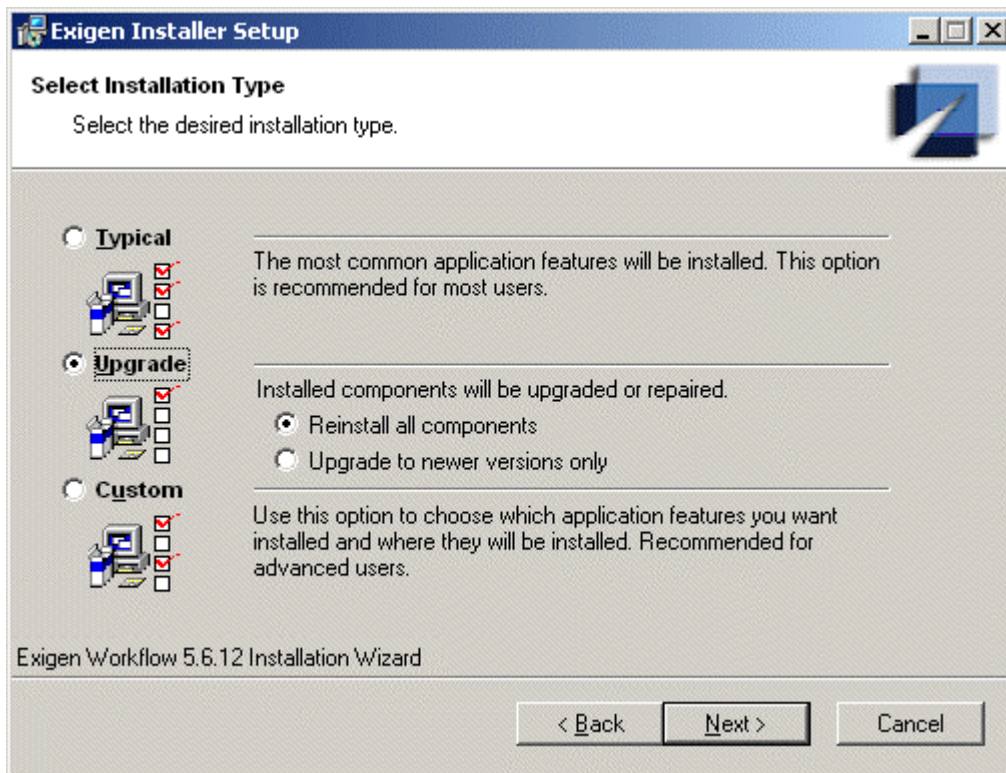 Exigen Installer Setup
Select Installation Type
Select the desired installation type.
Typical
The most common application features will be installed. This option
is recommended for most users.
Upgrade
Installed components will be upgraded or repaired.
Reinstall all components
Upgrade to newer versions only
Custom
Use this option to choose which application features you want
installed and where they will be installed. Recommended for
advanced users.
Exigen Workflow 5.6.12 Installation Wizard
< Back
Next >
Cancel